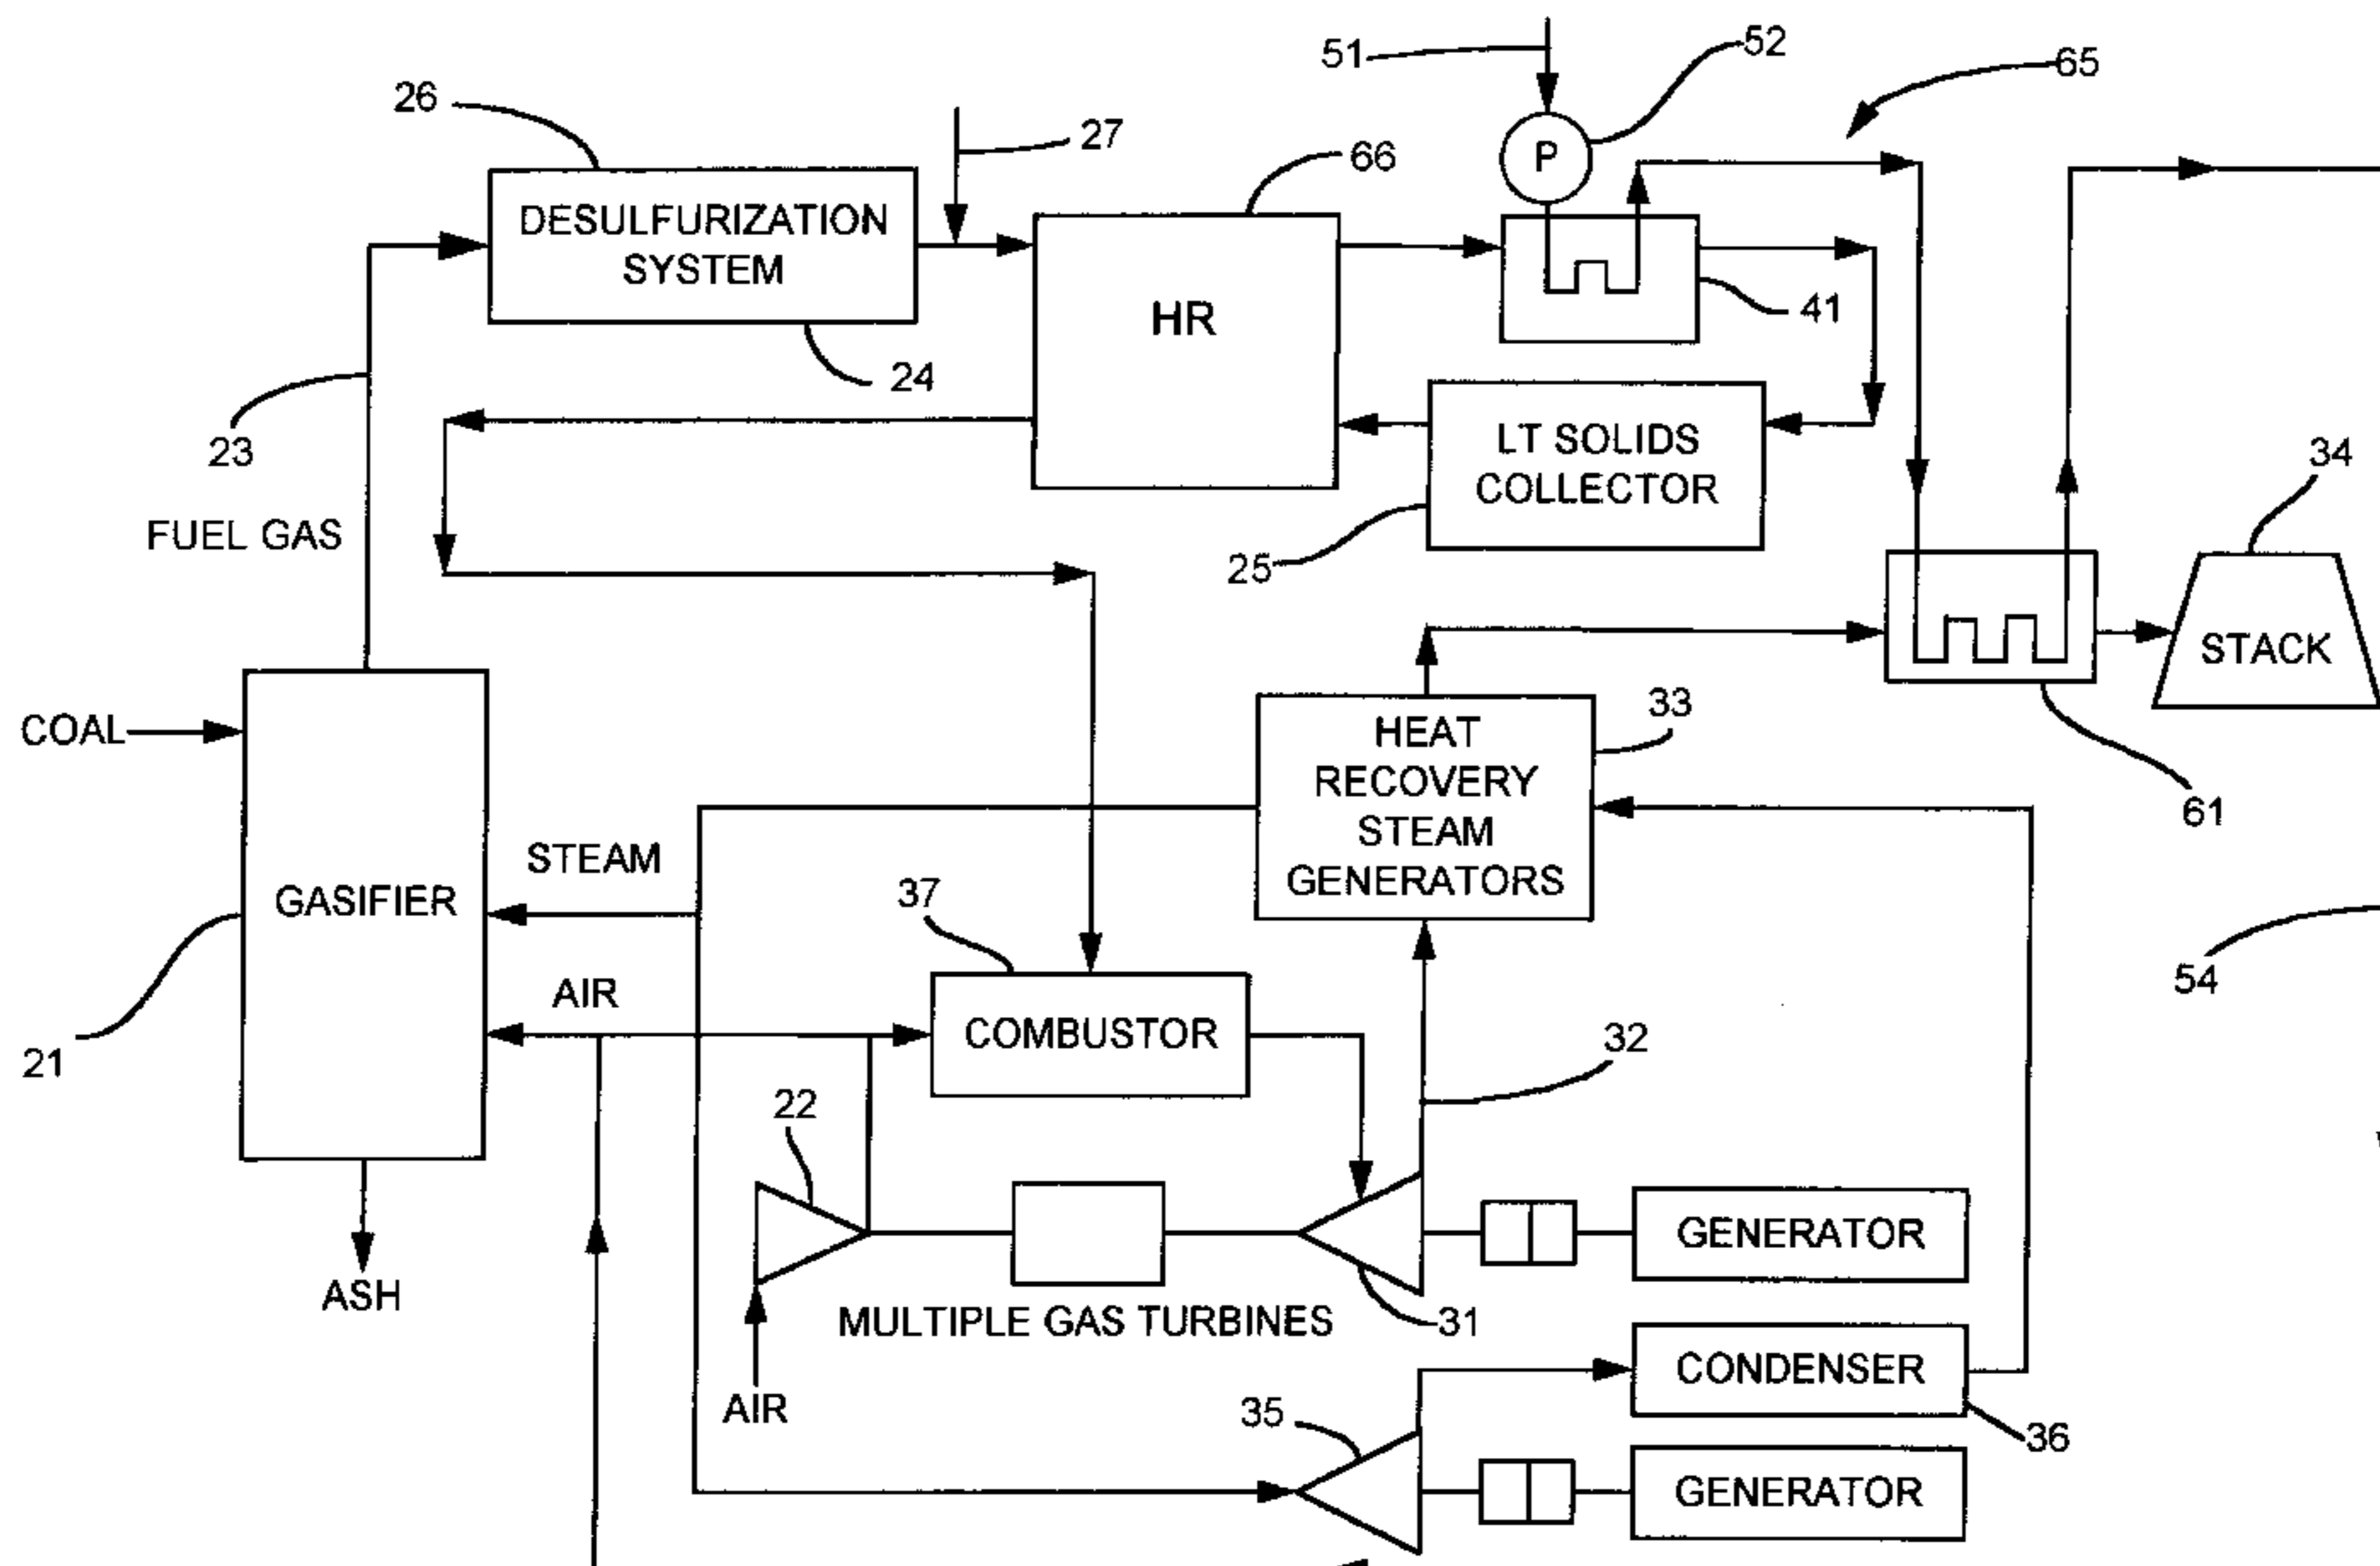 51
52
65
26
27
66
P
DESULFURIZATION
SYSTEM
HR
41
24
23
LT SOLIDS
COLLECTOR
34
FUEL GAS
25
STACK
COAL
HEAT
RECOVERY
STEAM
GENERATORS
33
61
STEAM
GASIFIER
37
54
AIR
COMBUSTOR
32
21
22
GENERATOR
ASH
MULTIPLE GAS TURBINES
31
CONDENSER
AIR
35
36
GENERATOR